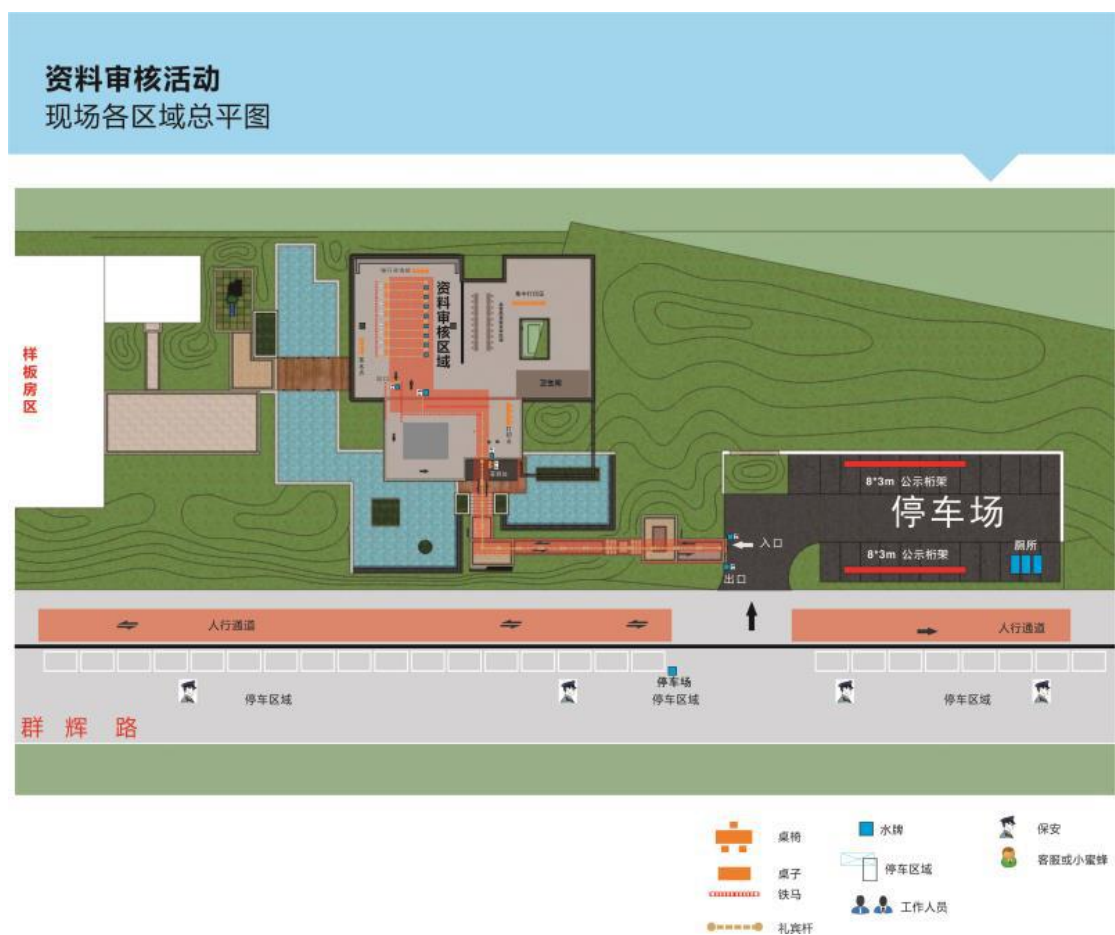 资料审核活动
现场各区域总平图
样板房区
资料审核区域
卫生间
出口
8*3m 公示桁架
停车场
入口
8*3m 公示桁架
厕所
出口
人行通道
人行通道
停车场
停车区域
停车区域
停车区域
群辉路
桌椅
水牌
保安
桌子
停车区域
客服或小蜜蜂
铁马
工作人员
礼宾杆